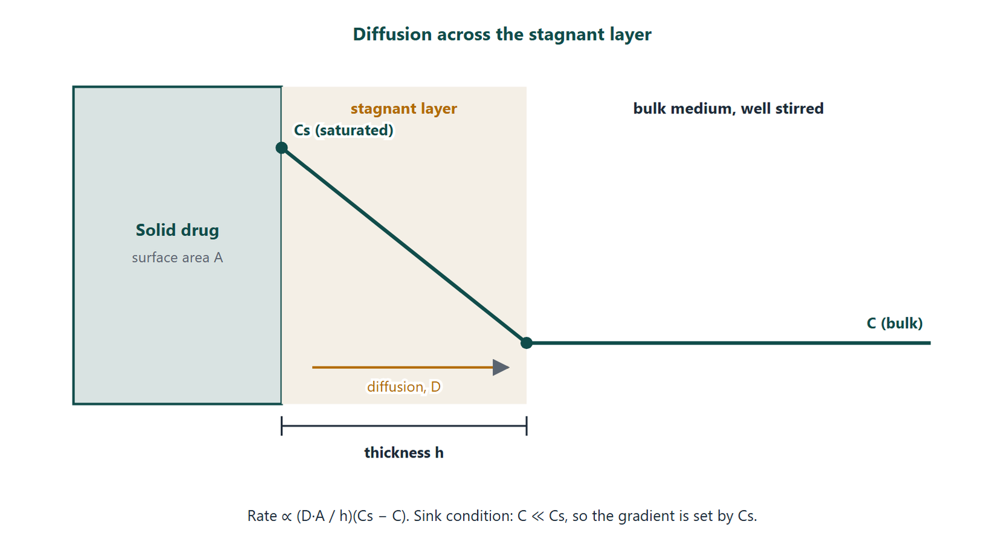 Diffusion across the stagnant layer
stagnant layer
bulk medium, well stirred
Cs (saturated)
Solid drug
surface area A
C (bulk)
diffusion, D
thickness h
Rate ∝ (D·A / h)(Cs − C). Sink condition: C ≪ Cs, so the gradient is set by Cs.